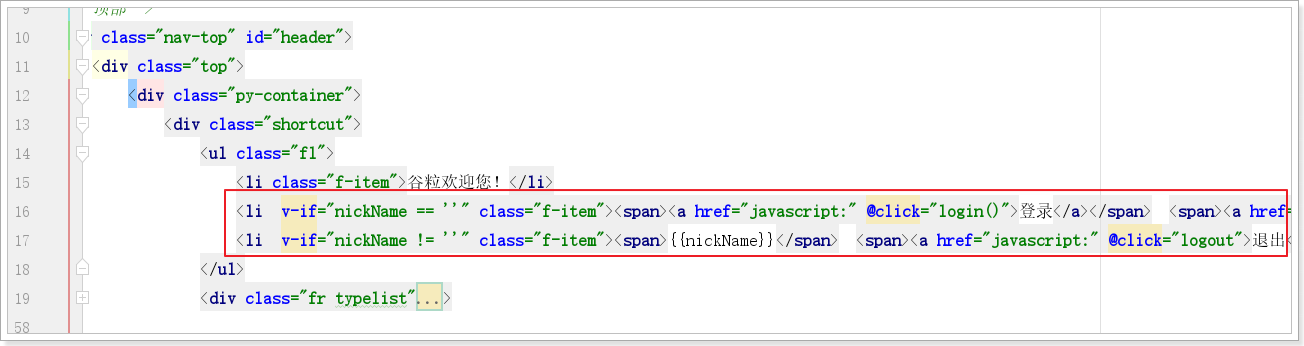 9 顶部
10 class="nav-top" id="header">
11 <div class="top">
12 <div class="py-container">
13 <div class="shortcut">
14 <ul class="fl">
15 <li class="f-item">谷粒欢迎您！</li>
16 <li  v-if="nickName == ''" class="f-item"><span><a href="javascript:" @click="login()">登录</a></span>  <span><a href=
17 <li  v-if="nickName != ''" class="f-item"><span>{{nickName}}</span>  <span><a href="javascript:" @click="logout">退出<
18 </ul>
19 <div class="fr typelist"...>
58